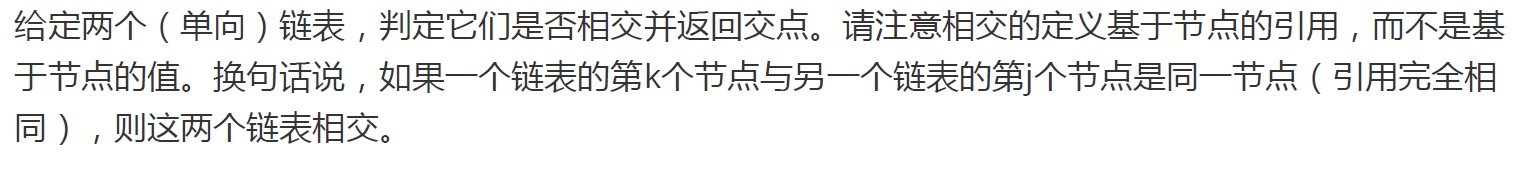 给定两个（单向）链表，判定它们是否相交并返回交点。请注意相交的定义基于节点的引用，而不是基
于节点的值。换句话说，如果一个链表的第k个节点与另一个链表的第j个节点是同一节点（引用完全相
同），则这两个链表相交。